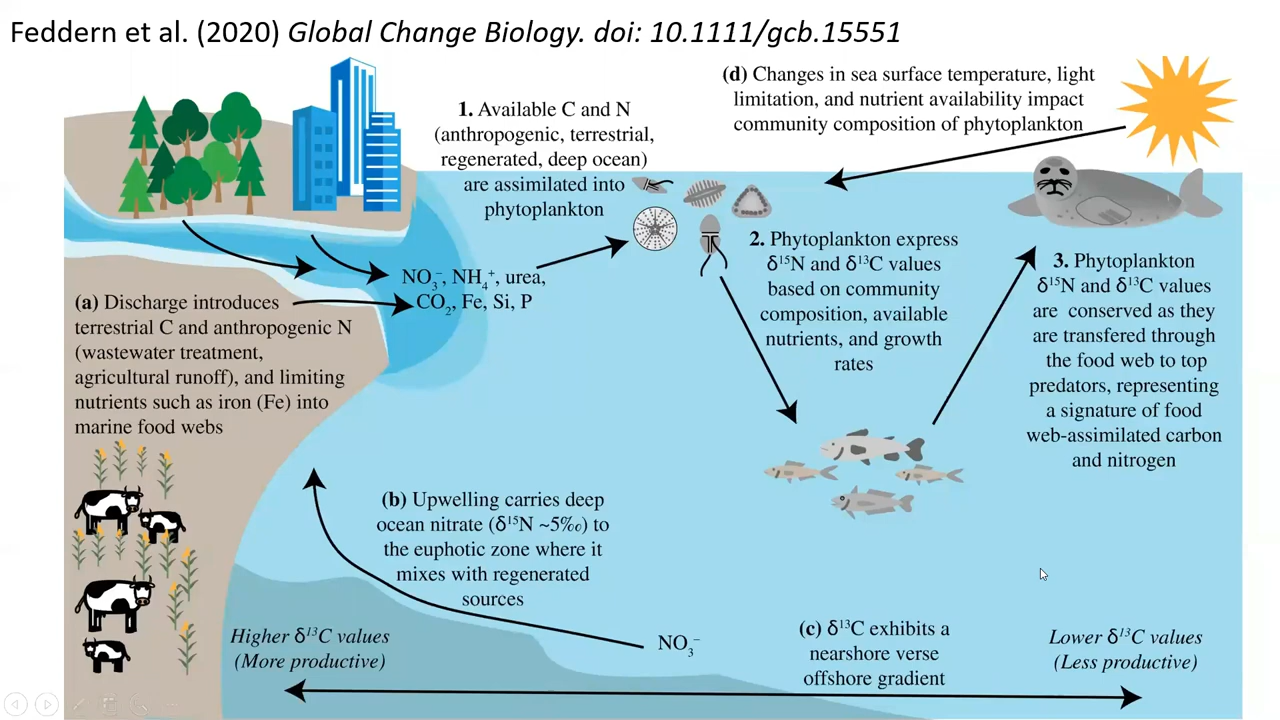 Feddern et al. (2020) Global Change Biology. doi: 10.1111/gcb.15551
(d) Changes in sea surface temperature, light
limitation, and nutrient availability impact
community composition of phytoplankton
1. Available C and N
(anthropogenic, terrestrial,
regenerated, deep ocean)
are assimilated into
phytoplankton
2. Phytoplankton express
δ¹⁵N and δ¹³C values
based on community
composition, available
nutrients, and growth
rates
3. Phytoplankton
δ¹⁵N and δ¹³C values
are conserved as they
are transfered through
the food web to top
predators, representing
a signature of food
web-assimilated carbon
and nitrogen
NO₃⁻, NH₄⁺, urea,
CO₂, Fe, Si, P
(a) Discharge introduces
terrestrial C and anthropogenic N
(wastewater treatment,
agricultural runoff), and limiting
nutrients such as iron (Fe) into
marine food webs
(b) Upwelling carries deep
ocean nitrate (δ¹⁵N ~5‰) to
the euphotic zone where it
mixes with regenerated
sources
NO₃⁻
(c) δ¹³C exhibits a
nearshore verse
offshore gradient
Higher δ¹³C values
(More productive)
Lower δ¹³C values
(Less productive)